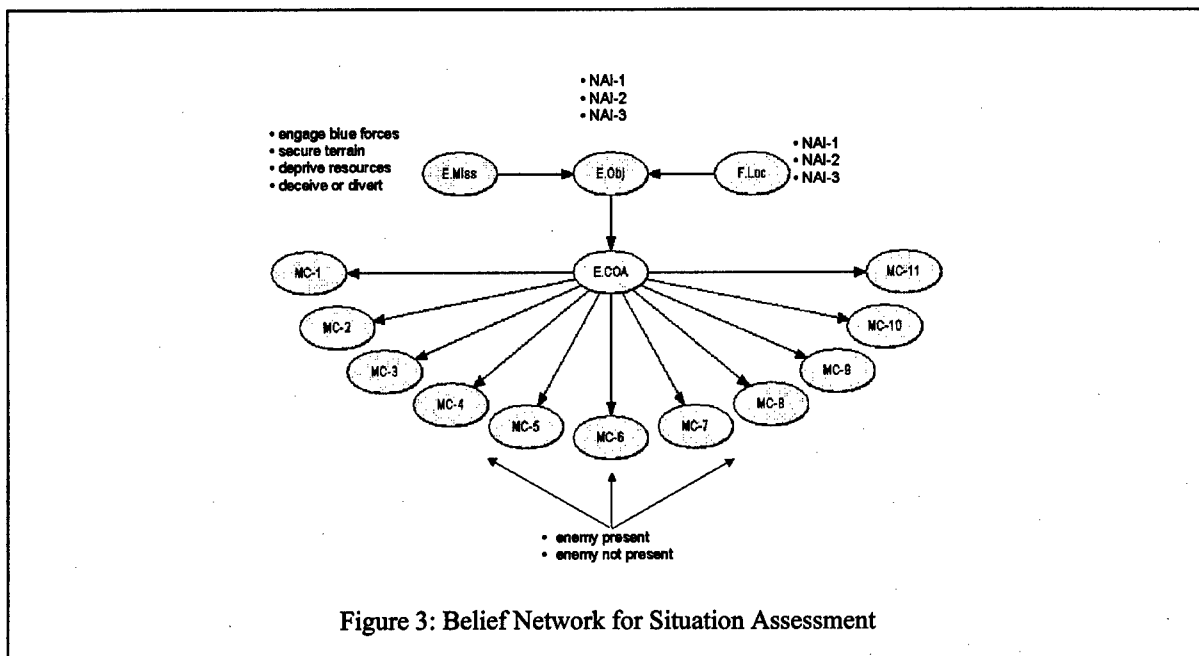 • NAI-1
• NAI-2
• NAI-3
• engage blue forces
• secure terrain
• deprive resources
• deceive or divert
• NAI-1
• NAI-2
• NAI-3
E.Miss
E.Obj
F.Loc
E.COA
MC-1
MC-2
MC-3
MC-4
MC-5
MC-6
MC-7
MC-8
MC-9
MC-10
MC-11
• enemy present
• enemy not present
Figure 3: Belief Network for Situation Assessment